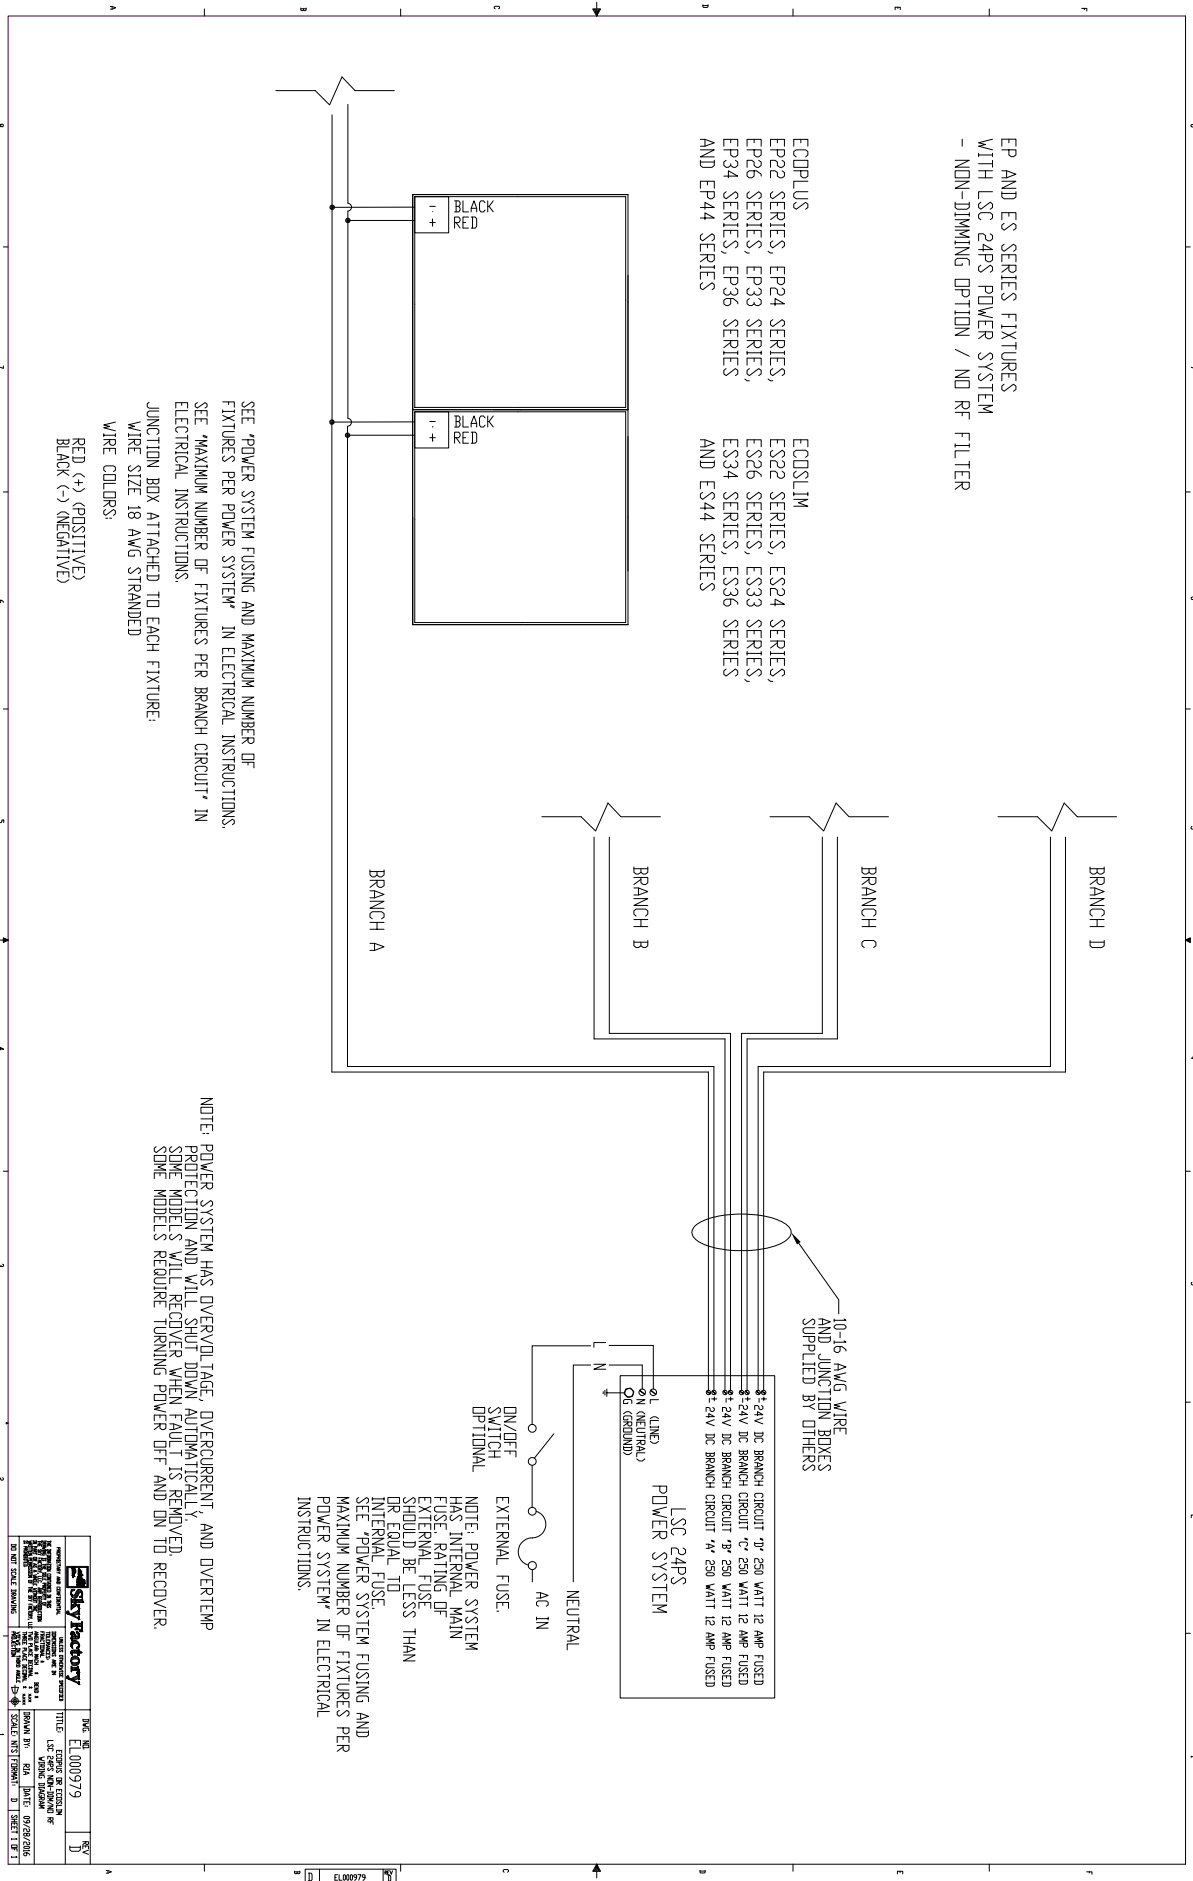 EP AND ES SERIES FIXTURES
WITH LSC 24PS POWER SYSTEM
- NON-DIMMING OPTION / NO RF FILTER
ECOPLUS
EP22 SERIES, EP24 SERIES,
EP26 SERIES, EP33 SERIES,
EP34 SERIES, EP36 SERIES
AND EP44 SERIES
ECOSLIM
ES22 SERIES, ES24 SERIES,
ES26 SERIES, ES33 SERIES,
ES34 SERIES, ES36 SERIES
AND ES44 SERIES
BLACK
RED
- +
BLACK
RED
- +
BRANCH D
BRANCH C
BRANCH B
BRANCH A
10-16 AWG WIRE
AND JUNCTION BOXES
SUPPLIED BY OTHERS
24V DC BRANCH CIRCUIT "D" 250 WATT 12 AMP FUSED
24V DC BRANCH CIRCUIT "C" 250 WATT 12 AMP FUSED
24V DC BRANCH CIRCUIT "B" 250 WATT 12 AMP FUSED
24V DC BRANCH CIRCUIT "A" 250 WATT 12 AMP FUSED
LSC 24PS
POWER SYSTEM
L (LINE)
N (NEUTRAL)
G (GROUND)
L
N
NEUTRAL
AC IN
ON/OFF
SWITCH
OPTIONAL
EXTERNAL FUSE.
NOTE: POWER SYSTEM
HAS INTERNAL MAIN
FUSE. RATING OF
EXTERNAL FUSE
SHOULD BE LESS THAN
OR EQUAL TO
INTERNAL FUSE.
SEE "POWER SYSTEM FUSING AND
MAXIMUM NUMBER OF FIXTURES PER
POWER SYSTEM" IN ELECTRICAL
INSTRUCTIONS.
SEE "POWER SYSTEM FUSING AND MAXIMUM NUMBER OF
FIXTURES PER POWER SYSTEM" IN ELECTRICAL INSTRUCTIONS.
SEE "MAXIMUM NUMBER OF FIXTURES PER BRANCH CIRCUIT" IN
ELECTRICAL INSTRUCTIONS.
JUNCTION BOX ATTACHED TO EACH FIXTURE:
WIRE SIZE 18 AWG STRANDED
WIRE COLORS:
RED (+) (POSITIVE)
BLACK (-) (NEGATIVE)
NOTE: POWER SYSTEM HAS OVERVOLTAGE, OVERCURRENT, AND OVERTEMP
PROTECTION AND WILL SHUT DOWN AUTOMATICALLY.
SOME MODELS WILL RECOVER WHEN FAULT IS REMOVED.
SOME MODELS REQUIRE TURNING POWER OFF AND ON TO RECOVER.
Sky Factory
PROPRIETARY AND CONFIDENTIAL
DO NOT SCALE DRAWING
UNLESS OTHERWISE SPECIFIED
DWG. NO.
EL000979
REV
D
TITLE:
ECOPUS OR ECOSLIM
LSC 24PS NON-DIM/NO RF
WIRING DIAGRAM
DRAWN BY: RIA
DATE: 09/28/2016
SCALE: NTS
FORMAT: D
SHEET 1 OF 1
EL000979
D